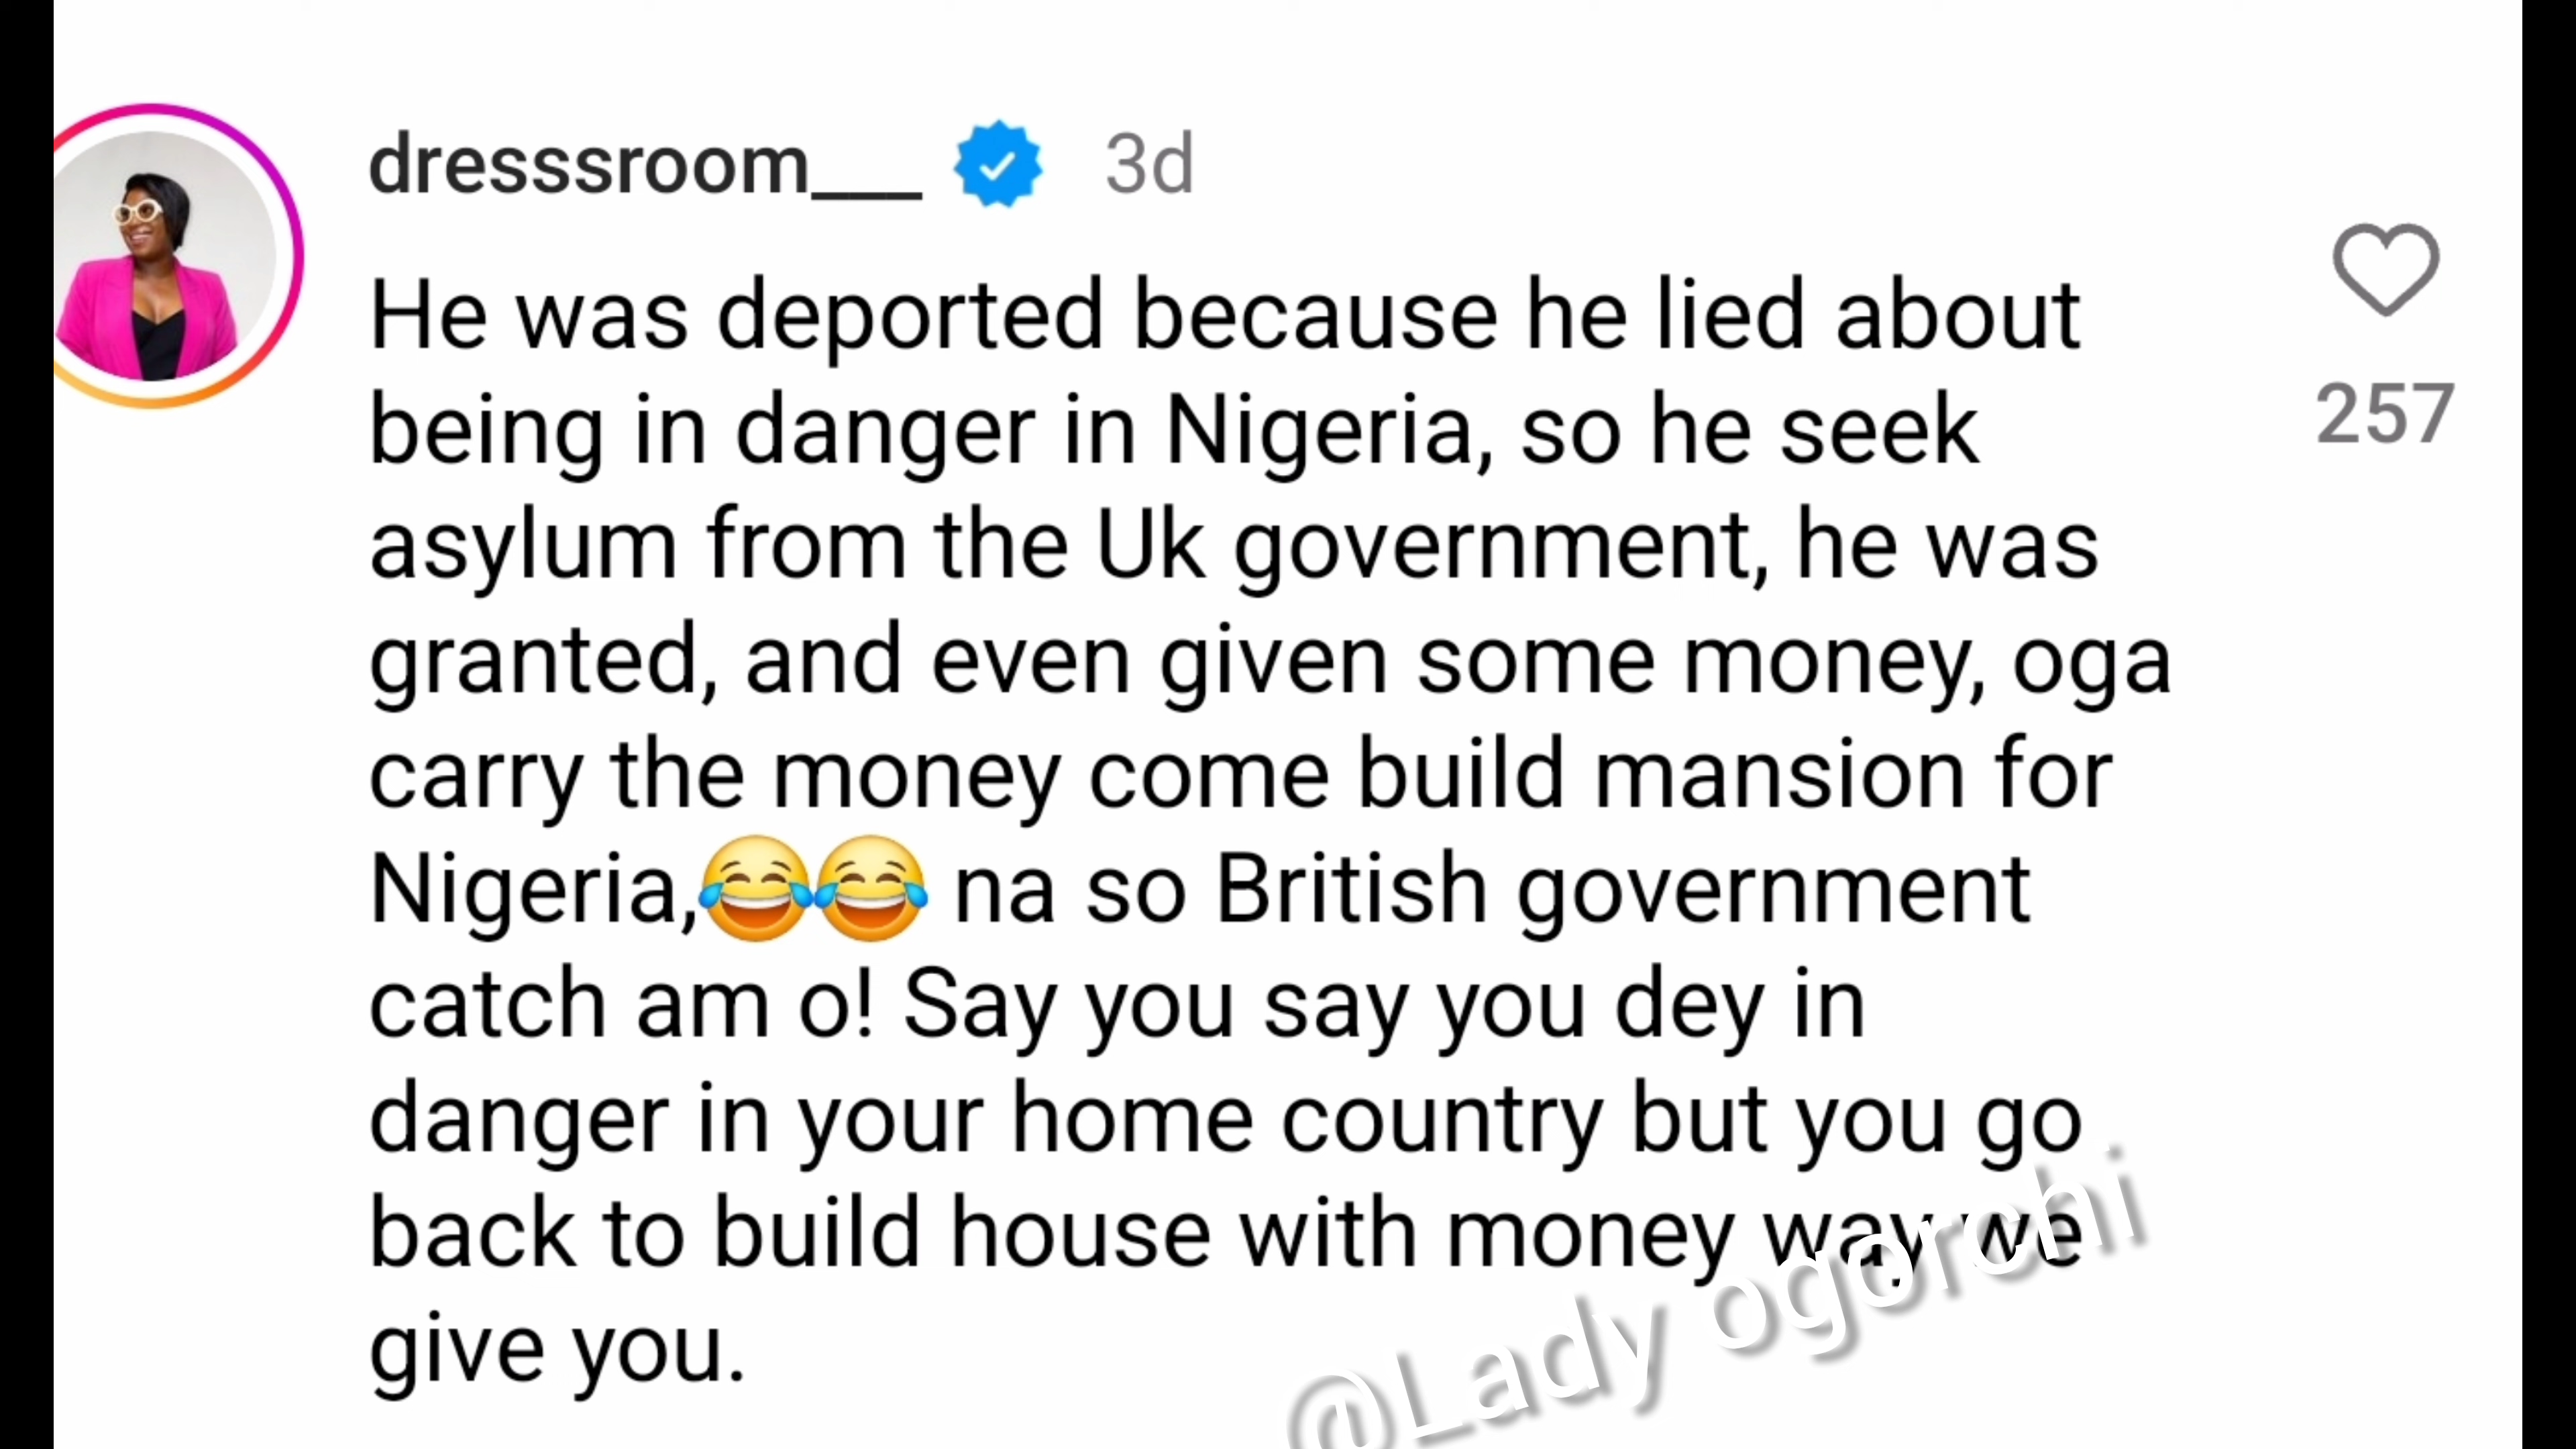 dresssroom___ 3d
He was deported because he lied about
being in danger in Nigeria, so he seek
asylum from the Uk government, he was
granted, and even given some money, oga
carry the money come build mansion for
Nigeria,😂😂 na so British government
catch am o! Say you say you dey in
danger in your home country but you go
back to build house with money way we
give you.
257
@Lady ogorchi